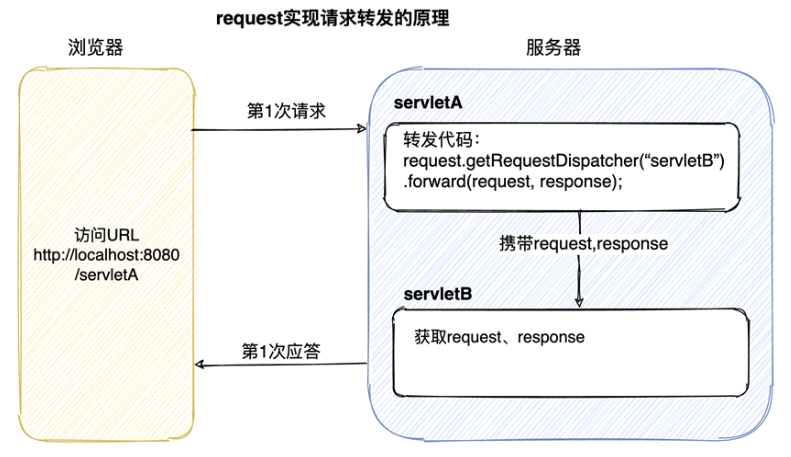 request实现请求转发的原理
浏览器
服务器
第1次请求
servletA
转发代码：
request.getRequestDispatcher(“servletB”)
.forward(request, response);
访问URL
http://localhost:8080
/servletA
携带request,response
servletB
获取request、response
第1次应答